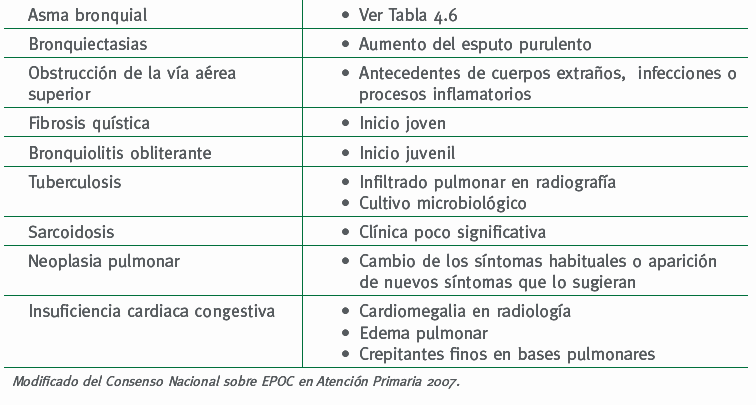 Asma bronquial • Ver Tabla 4.6
Bronquiectasias • Aumento del esputo purulento
Obstrucción de la vía aérea • Antecedentes de cuerpos extraños, infecciones o
superior procesos inflamatorios
Fibrosis quística • Inicio joven
Bronquiolitis obliterante • Inicio juvenil
Tuberculosis • Infiltrado pulmonar en radiografía
• Cultivo microbiológico
Sarcoidosis • Clínica poco significativa
Neoplasia pulmonar • Cambio de los síntomas habituales o aparición
de nuevos síntomas que lo sugieran
Insuficiencia cardiaca congestiva • Cardiomegalia en radiología
• Edema pulmonar
• Crepitantes finos en bases pulmonares
Modificado del Consenso Nacional sobre EPOC en Atención Primaria 2007.